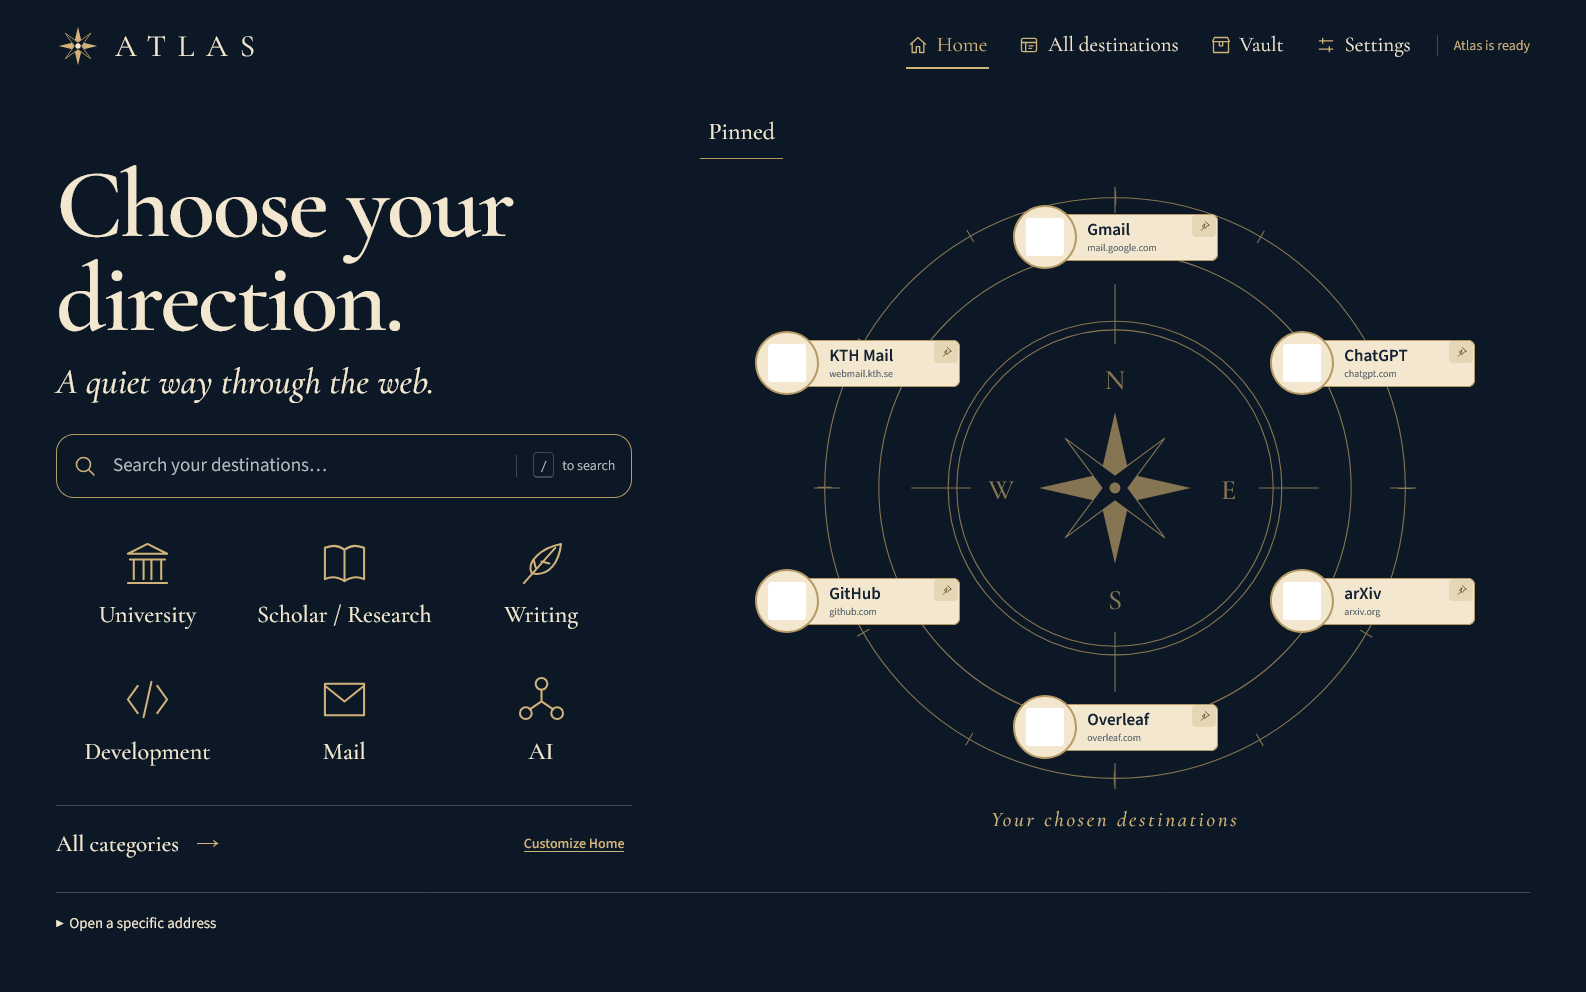 ATLAS
Home
All destinations
Vault
Settings
Atlas is ready
Pinned
Choose your
direction.
A quiet way through the web.
Search your destinations…
/ to search
University
Scholar / Research
Writing
Development
Mail
AI
All categories →
Customize Home
Gmail
mail.google.com
KTH Mail
webmail.kth.se
ChatGPT
chatgpt.com
N
W
E
S
GitHub
github.com
arXiv
arxiv.org
Overleaf
overleaf.com
Your chosen destinations
▸ Open a specific address